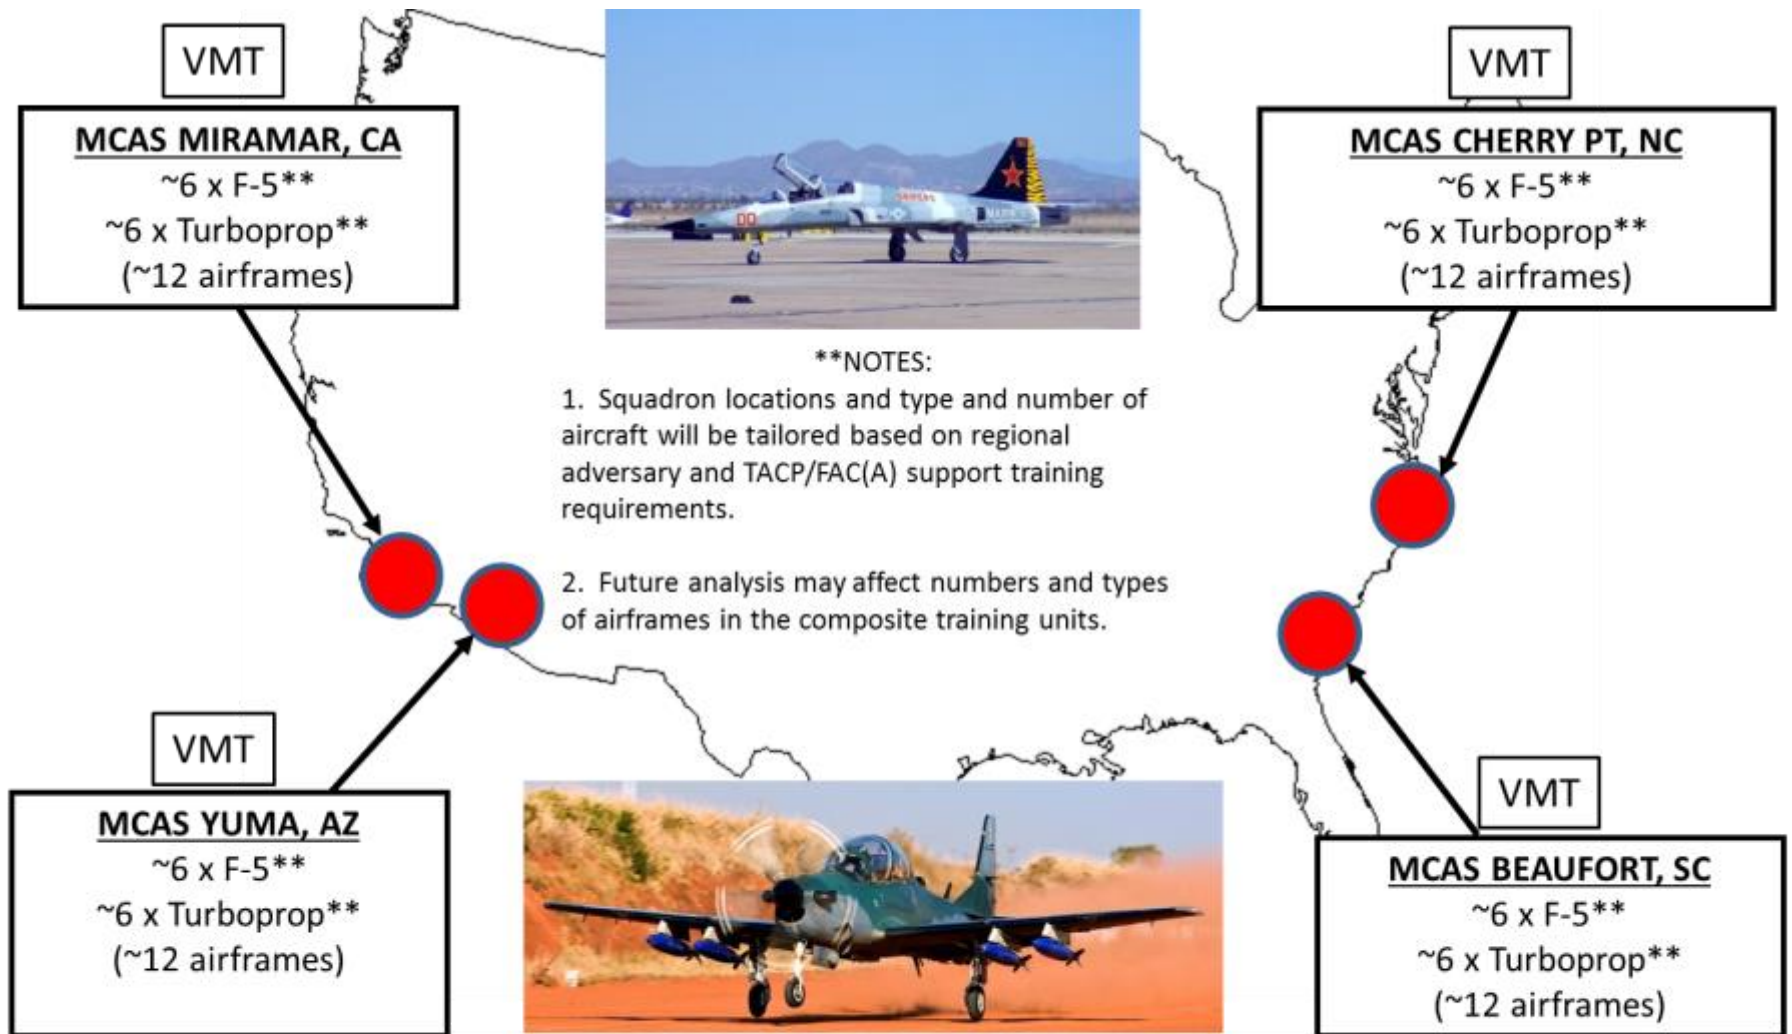 VMT
MCAS MIRAMAR, CA
~6 x F-5**
~6 x Turboprop**
(~12 airframes)
VMT
MCAS CHERRY PT, NC
~6 x F-5**
~6 x Turboprop**
(~12 airframes)
00
**NOTES:
1. Squadron locations and type and number of
aircraft will be tailored based on regional
adversary and TACP/FAC(A) support training
requirements.
2. Future analysis may affect numbers and types
of airframes in the composite training units.
VMT
MCAS YUMA, AZ
~6 x F-5**
~6 x Turboprop**
(~12 airframes)
VMT
MCAS BEAUFORT, SC
~6 x F-5**
~6 x Turboprop**
(~12 airframes)